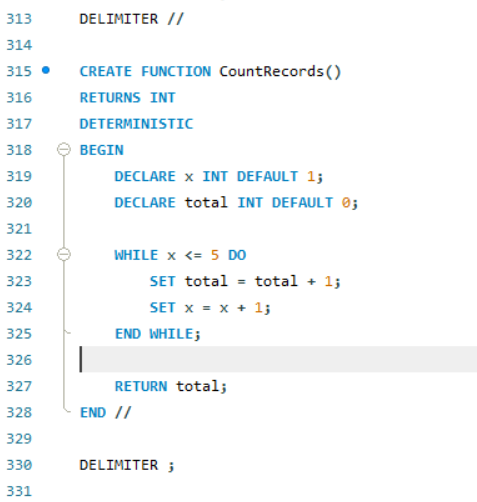 313 DELIMITER //
314
315 CREATE FUNCTION CountRecords()
316 RETURNS INT
317 DETERMINISTIC
318 BEGIN
319 DECLARE x INT DEFAULT 1;
320 DECLARE total INT DEFAULT 0;
321
322 WHILE x <= 5 DO
323 SET total = total + 1;
324 SET x = x + 1;
325 END WHILE;
326
327 RETURN total;
328 END //
329
330 DELIMITER ;
331